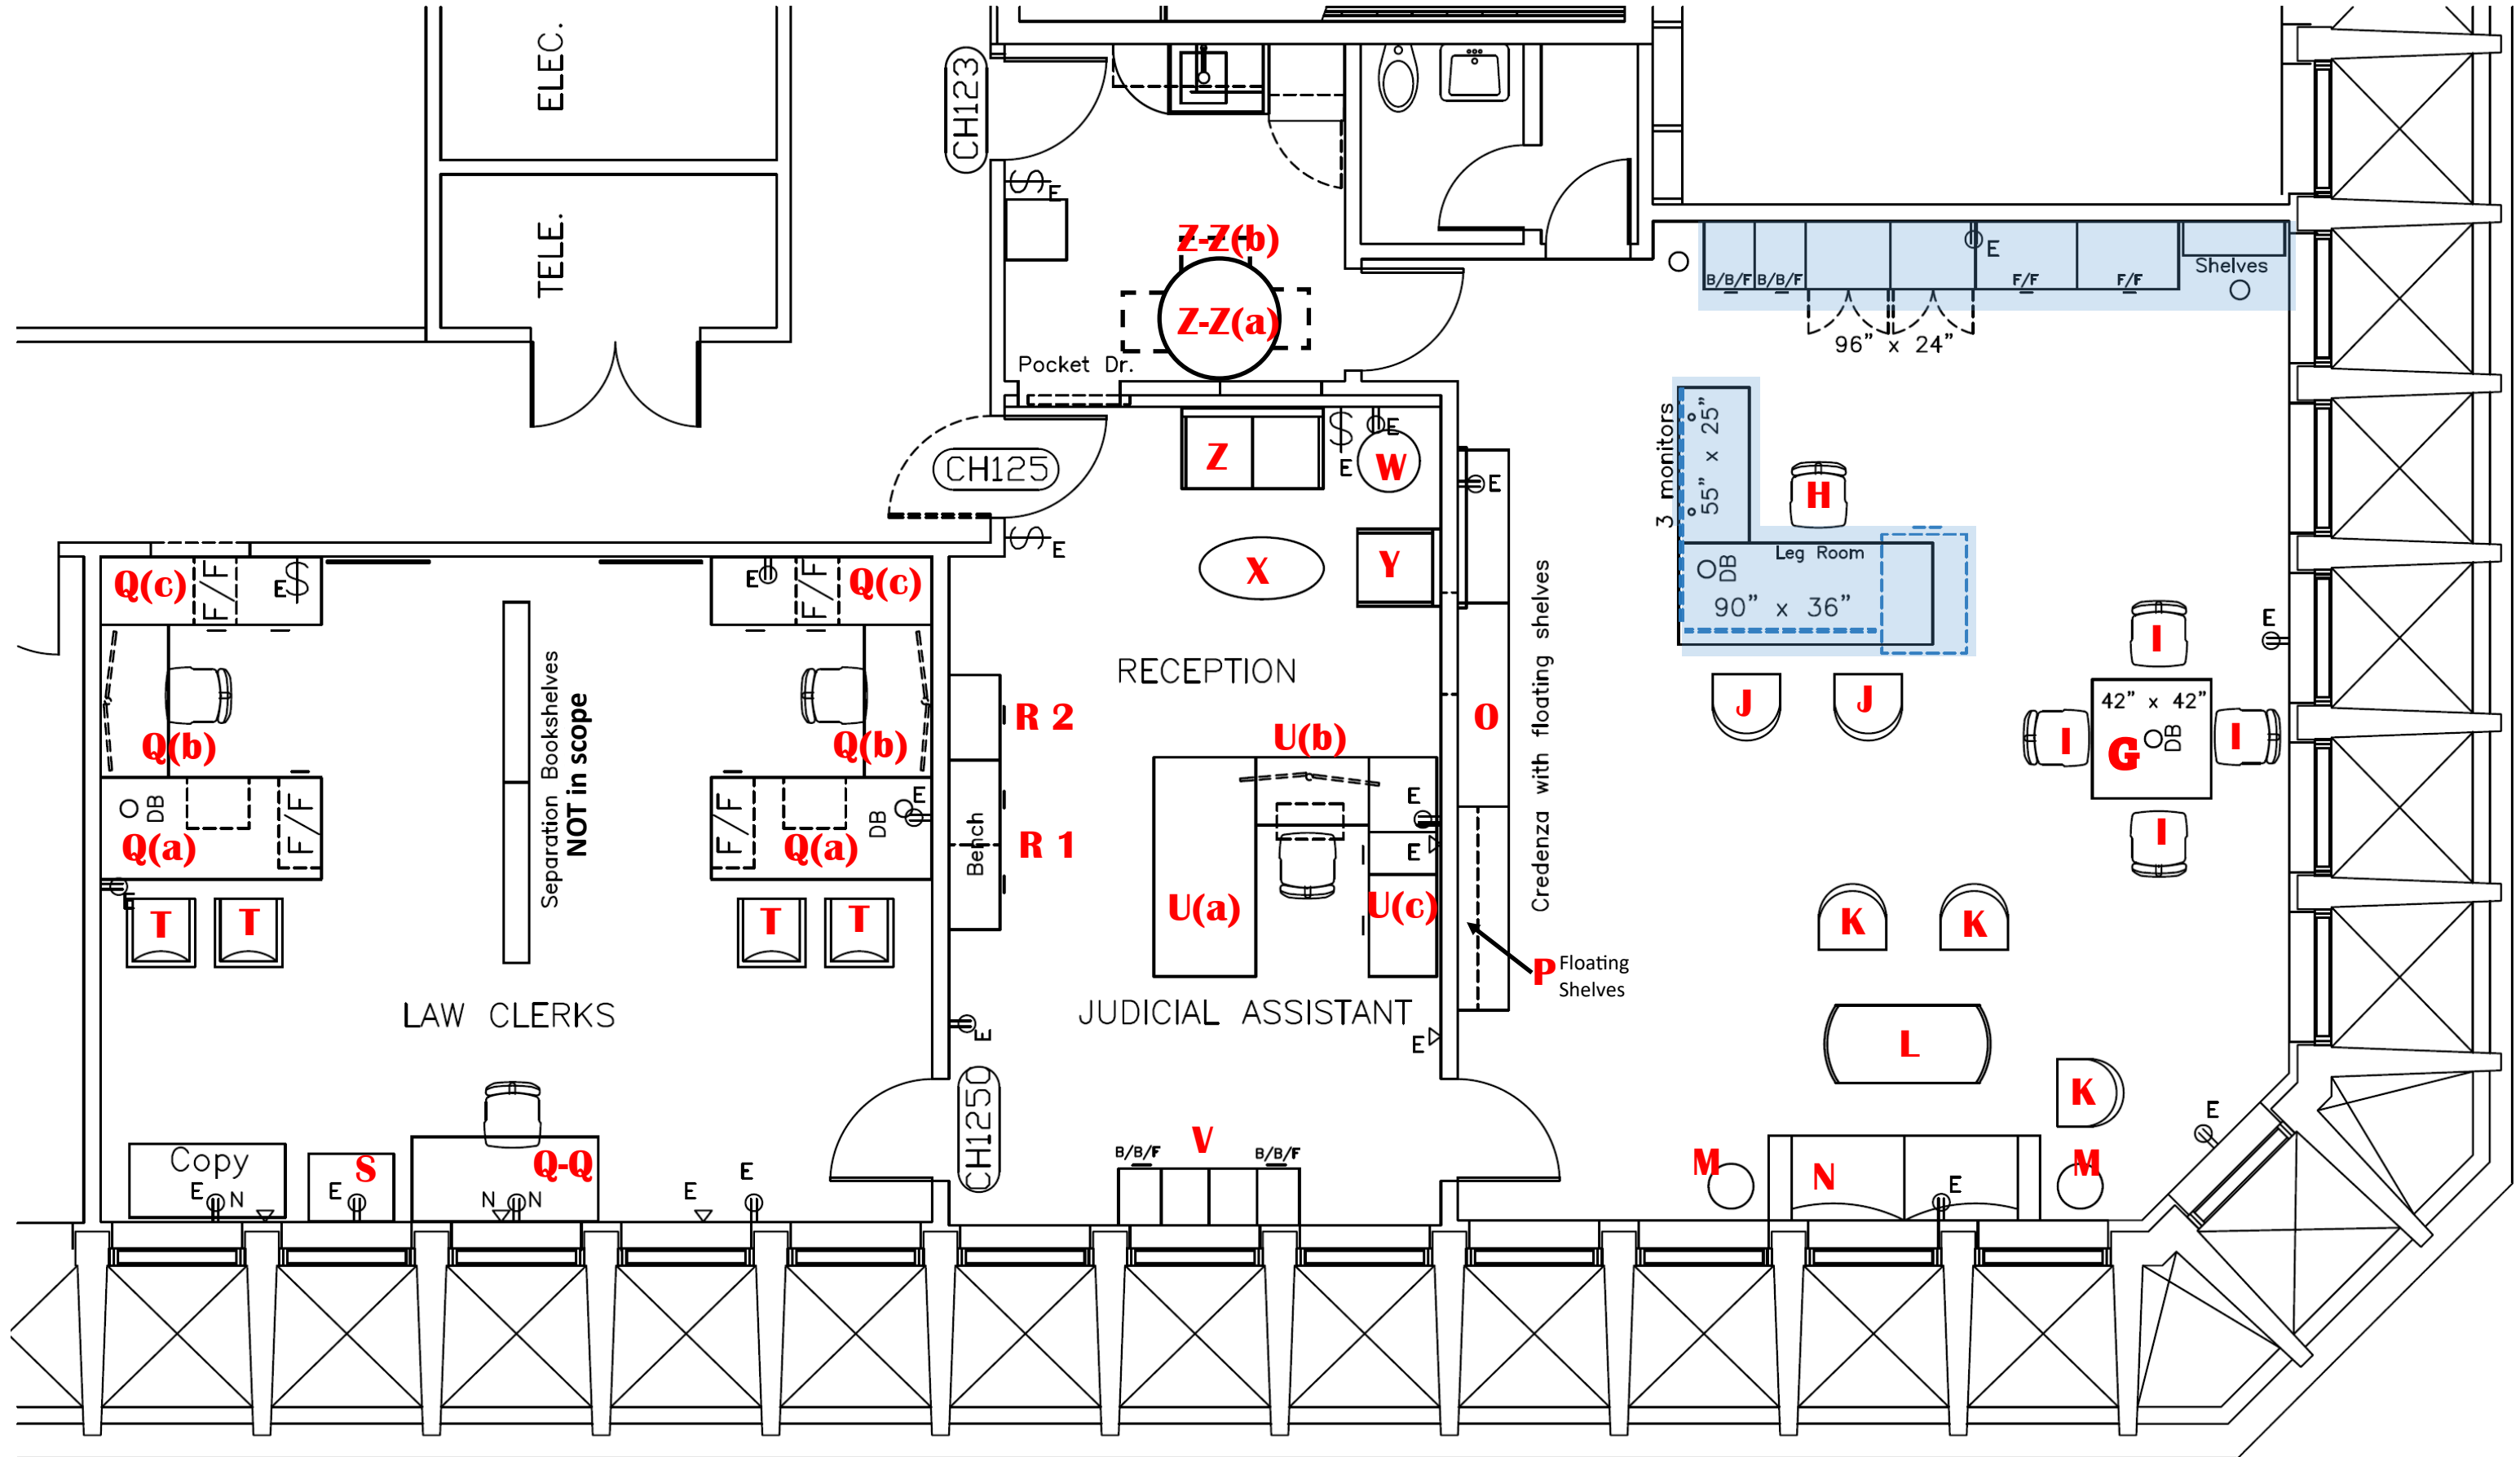 ELEC.
TELE.
CH123
E
Z-Z(b)
Z-Z(a)
Pocket Dr.
CH125
E
B/B/F
B/B/F
E
F/F
F/F
Shelves
96” x 24”
3 monitors
55” x 25”
H
Leg Room
DB
90” x 36”
J
J
I
I
I
I
42” x 42”
G
DB
E
K
K
K
L
M
M
N
E
E
Z
E
E
W
X
Y
RECEPTION
E
O
Credenza with floating shelves
P
Floating
Shelves
R 2
R 1
Bench
U(b)
U(a)
U(c)
E
E
JUDICIAL ASSISTANT
E
E
CH1250
V
B/B/F
B/B/F
Q(c)
F/F
E
Q(b)
DB
Q(a)
F/F
E
T
T
Separation Bookshelves
NOT in scope
E
F/F
Q(c)
Q(b)
F/F
Q(a)
DB
E
T
T
LAW CLERKS
Copy
E
N
E
S
Q-Q
N
N
E
E